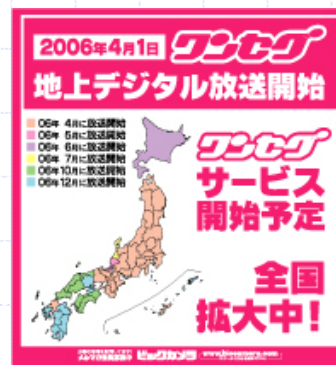 2006年4月1日 ワンセグ
地上デジタル放送開始
06年 4月に放送開始
06年 5月に放送開始
06年 6月に放送開始
06年 7月に放送開始
06年10月に放送開始
06年12月に放送開始
ワンセグ
サービス
開始予定
全国
拡大中!
ビックカメラ